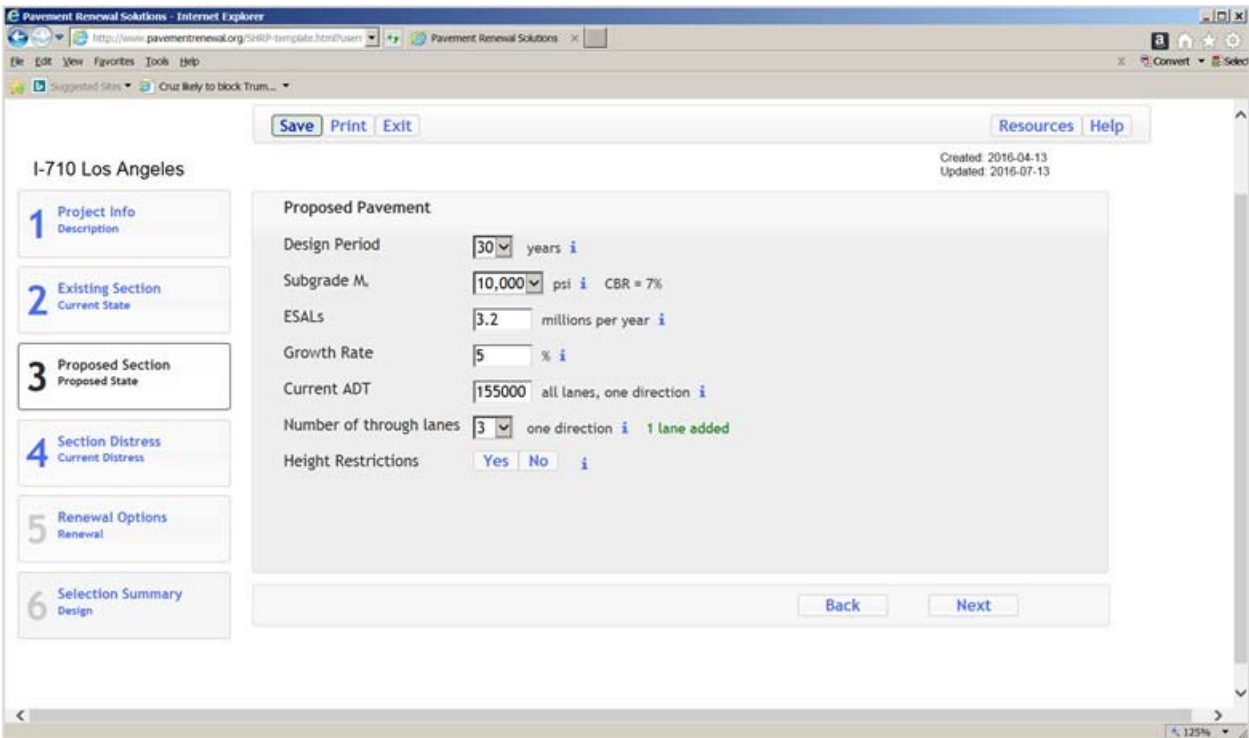 Pavement Renewal Solutions - Internet Explorer
http://www.pavementrenewal.org/SHRP-template.html?user= Pavement Renewal Solutions
File Edit View Favorites Tools Help
X Convert Select
Suggested Sites Cruz likely to block Trum...
Save Print Exit Resources Help
I-710 Los Angeles
Created: 2016-04-13
Updated: 2016-07-13
1 Project Info
Description
2 Existing Section
Current State
3 Proposed Section
Proposed State
4 Section Distress
Current Distress
5 Renewal Options
Renewal
6 Selection Summary
Design
Proposed Pavement
Design Period 30 years i
Subgrade Mr 10,000 psi i CBR = 7%
ESALs 3.2 millions per year i
Growth Rate 5 % i
Current ADT 155000 all lanes, one direction i
Number of through lanes 3 one direction i 1 lane added
Height Restrictions Yes No i
Back Next
125%